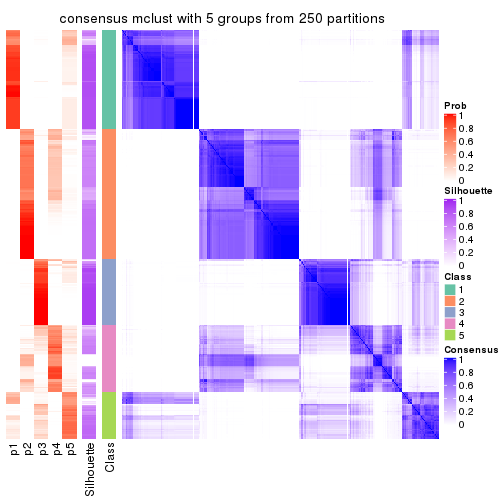 consensus mclust with 5 groups from 250 partitions
Prob
1
0.8
0.6
0.4
0.2
0
Silhouette
1
0.8
0.6
0.4
0.2
0
Class
1
2
3
4
5
Consensus
1
0.8
0.6
0.4
0.2
0
p1
p2
p3
p4
p5
Silhouette
Class